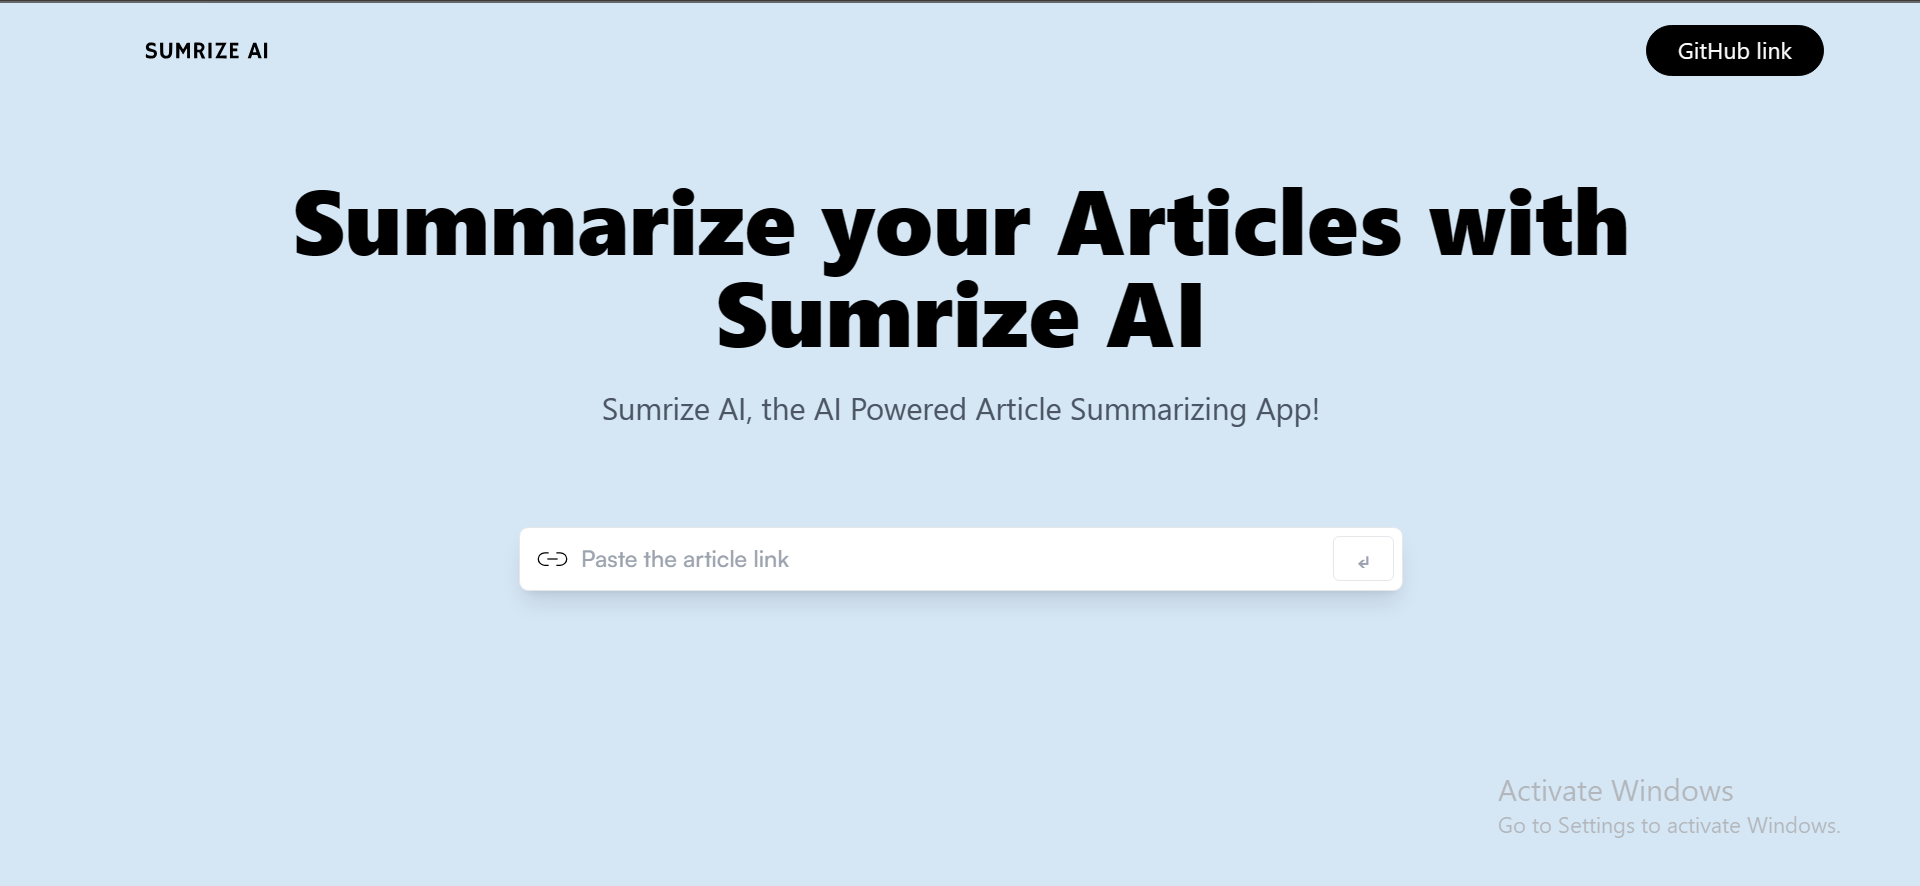 SUMRIZE AI
GitHub link
Summarize your Articles with
Sumrize AI
Sumrize AI, the AI Powered Article Summarizing App!
Paste the article link
↲
Activate Windows
Go to Settings to activate Windows.